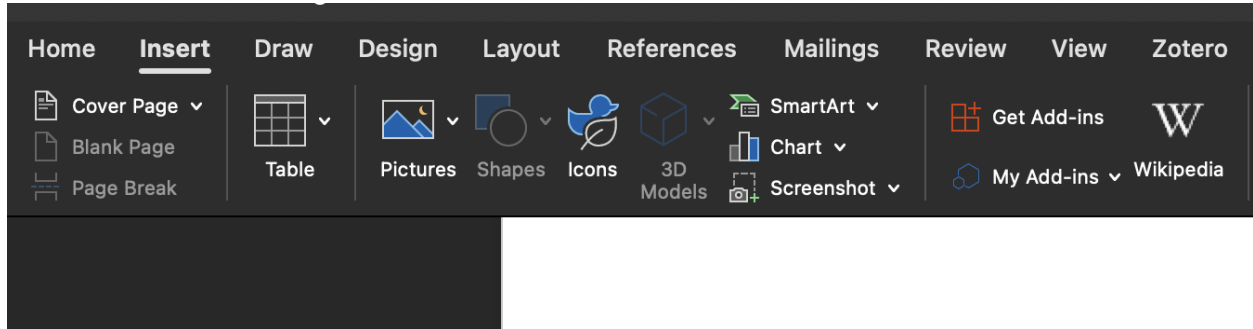 Home Insert Draw Design Layout References Mailings Review View Zotero
Cover Page
Blank Page
Page Break
Table
Pictures
Shapes
Icons
3D
Models
SmartArt
Chart
Screenshot
Get Add-ins
My Add-ins
W
Wikipedia